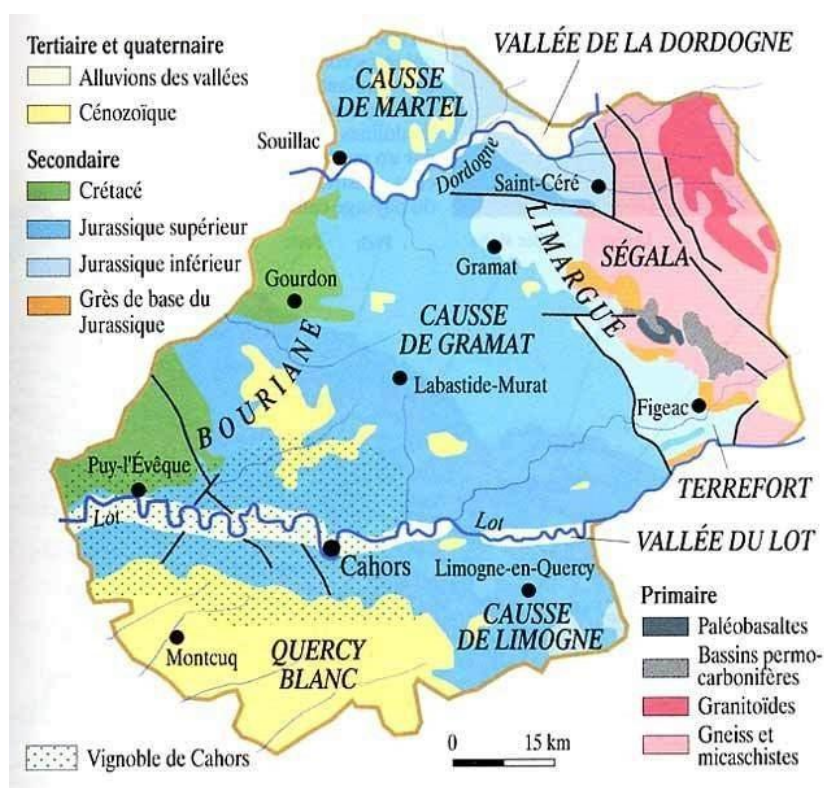 Tertiaire et quaternaire
Alluvions des vallées
Cénozoïque
Secondaire
Crétacé
Jurassique supérieur
Jurassique inférieur
Grès de base du
Jurassique
VALLÉE DE LA DORDOGNE
CAUSSE
DE MARTEL
Souillac
Dordogne
Saint-Céré
LIMARGUE
Gramat
SÉGALA
Gourdon
CAUSSE
DE GRAMAT
BOURIANE
Labastide-Murat
Figeac
Puy-l'Évêque
TERREFORT
Lot
Lot
VALLÉE DU LOT
Cahors
Limogne-en-Quercy
CAUSSE
DE LIMOGNE
Montcuq
QUERCY
BLANC
Primaire
Paléobasaltes
Bassins permo-
carbonifères
Granitoïdes
Gneiss et
micaschistes
0 15 km
Vignoble de Cahors